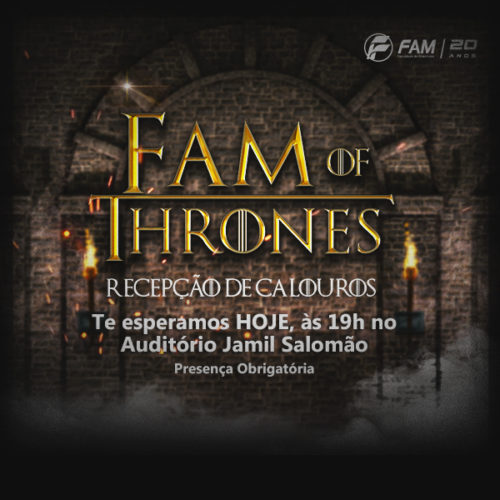 FAM | 20
ANOS
FAM OF
THRONES
RECEPÇÃO DE CALOUROS
Te esperamos HOJE, às 19h no
Auditório Jamil Salomão
Presença Obrigatória